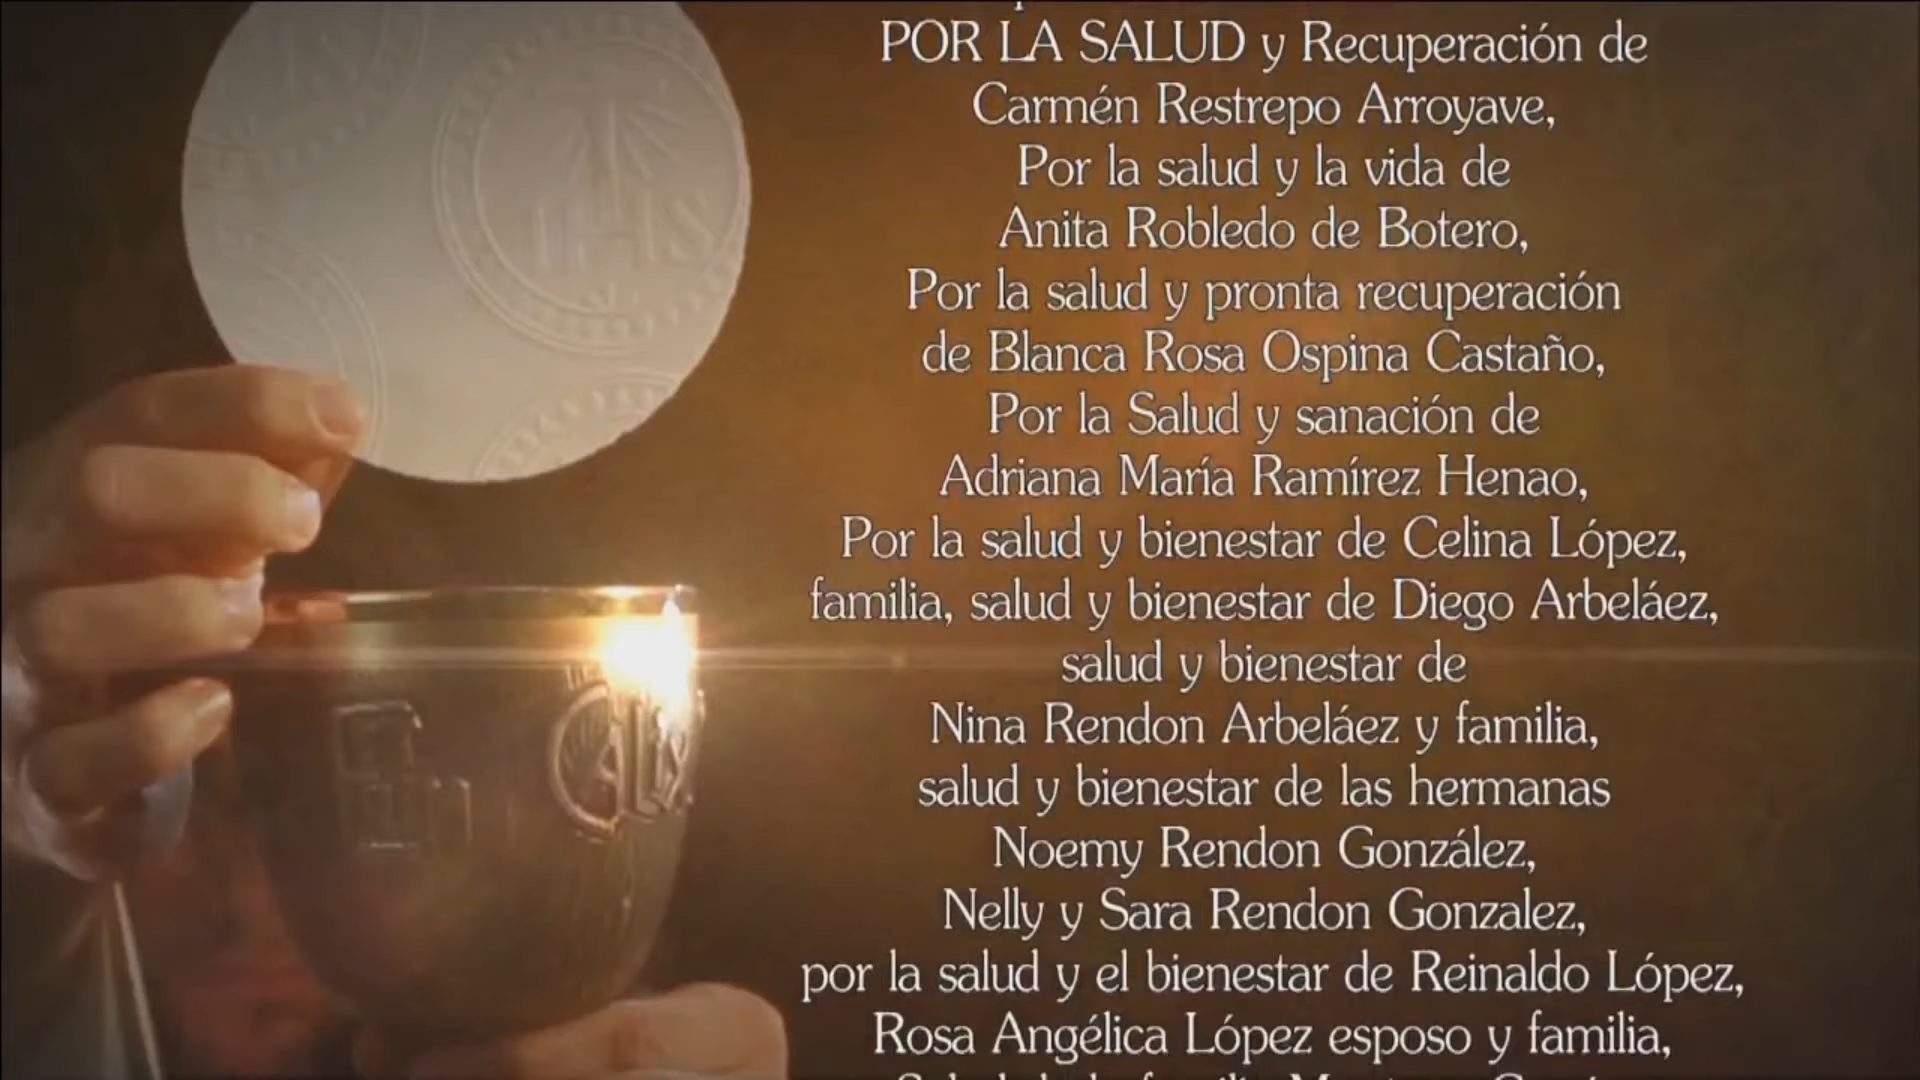 POR LA SALUD y Recuperación de
Carmén Restrepo Arroyave,
Por la salud y la vida de
Anita Robledo de Botero,
Por la salud y pronta recuperación
de Blanca Rosa Ospina Castaño,
Por la Salud y sanación de
Adriana María Ramírez Henao,
Por la salud y bienestar de Celina López,
familia, salud y bienestar de Diego Arbeláez,
salud y bienestar de
Nina Rendon Arbeláez y familia,
salud y bienestar de las hermanas
Noemy Rendon González,
Nelly y Sara Rendon Gonzalez,
por la salud y el bienestar de Reinaldo López,
Rosa Angélica López esposo y familia,
IHS